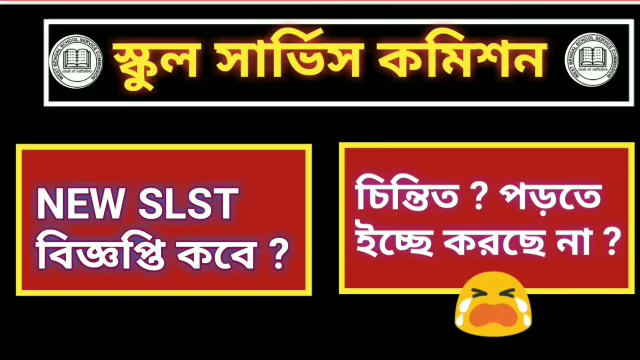 স্কুল সার্ভিস কমিশন
NEW SLST
বিজ্ঞপ্তি কবে ?
চিন্তিত ? পড়তে
ইচ্ছে করছে না ?